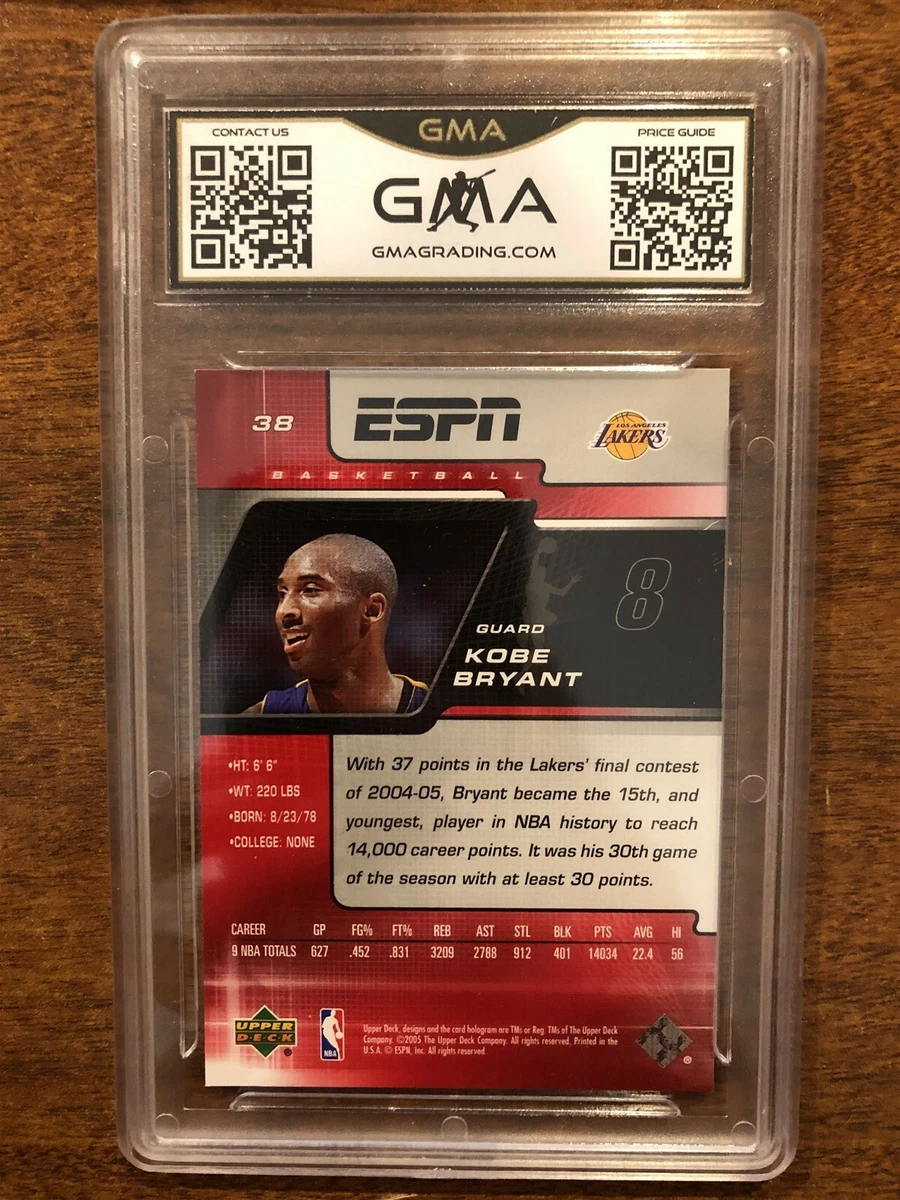 GMA
CONTACT US
PRICE GUIDE
GMA
GMAGRADING.COM
38
ESPN
LOS ANGELES
LAKERS
BASKETBALL
8
GUARD
KOBE
BRYANT
•HT: 6' 6"
•WT: 220 LBS
•BORN: 8/23/78
•COLLEGE: NONE
With 37 points in the Lakers' final contest
of 2004-05, Bryant became the 15th, and
youngest, player in NBA history to reach
14,000 career points. It was his 30th game
of the season with at least 30 points.
CAREER GP FG% FT% REB AST STL BLK PTS AVG HI
9 NBA TOTALS 627 .452 .831 3209 2788 912 401 14034 22.4 56
UPPER
DECK
®
NBA
Upper Deck, designs and the card hologram are TMs or Reg. TMs of The Upper Deck
Company. ©2005 The Upper Deck Company. All rights reserved. Printed in the
U.S.A. © ESPN, Inc. All rights reserved.
®